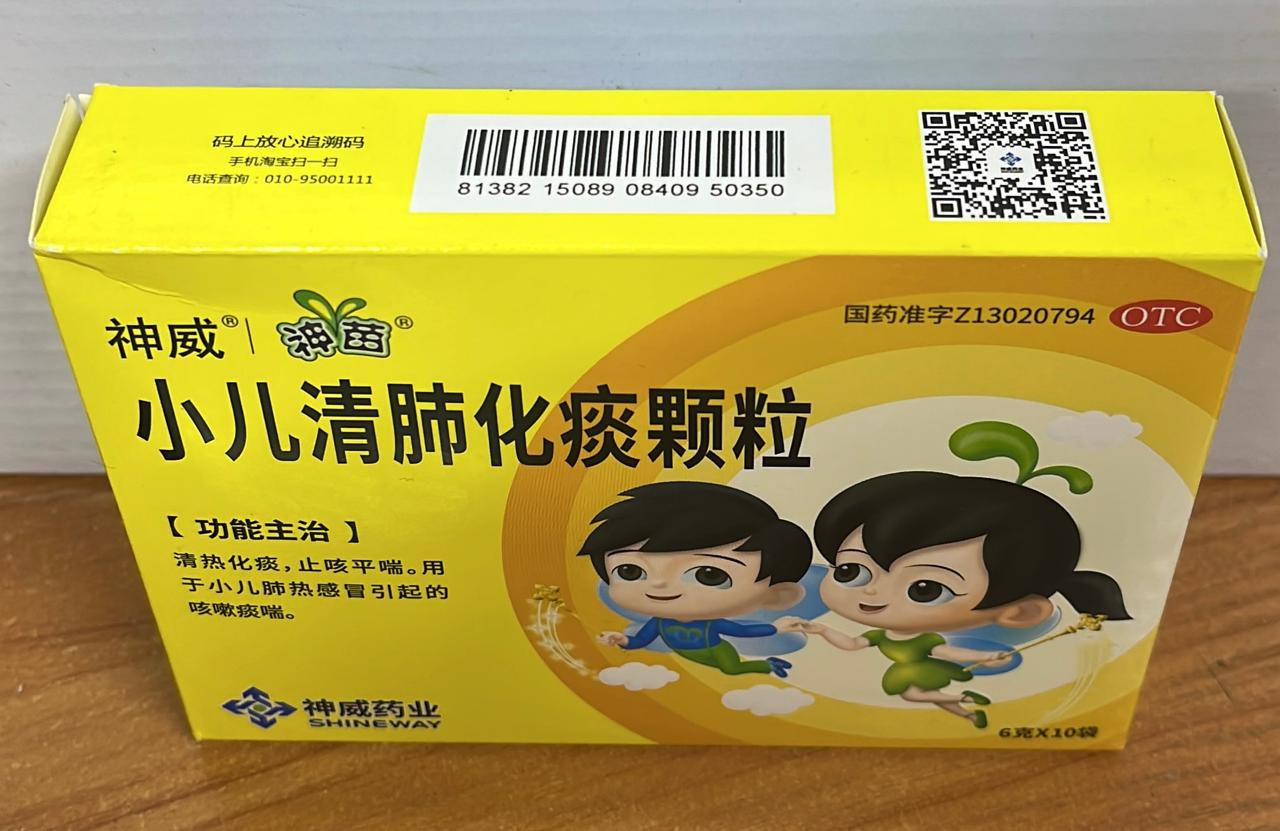 码上放心追溯码
手机淘宝扫一扫
电话查询：010-95001111
81382 15089 08409 50350
神威®
神苗®
国药准字Z13020794
OTC
小儿清肺化痰颗粒
【 功能主治 】
清热化痰，止咳平喘。用
于小儿肺热感冒引起的
咳嗽痰喘。
神威药业
SHINEWAY
6克X10袋